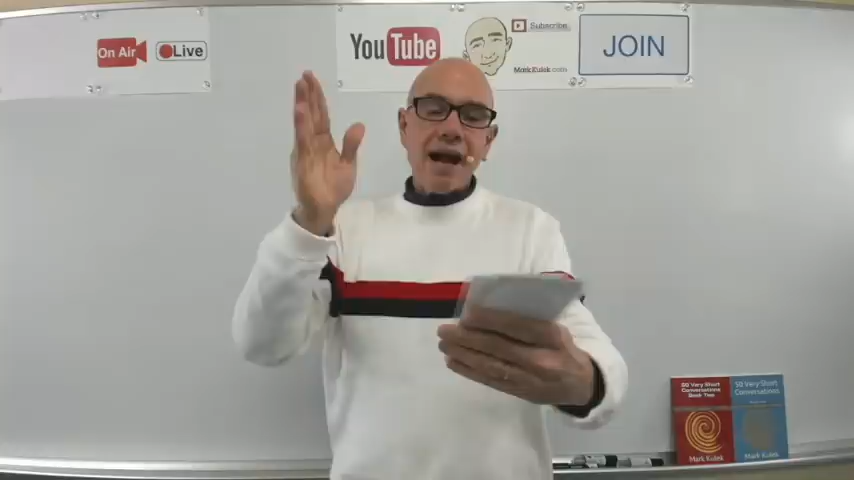 On Air
Live
YouTube
Subscribe
MarkKulek.com
JOIN
50 Very Short
Conversations
Book Two
Mark Kulek
50 Very Short
Conversations
Mark Kulek